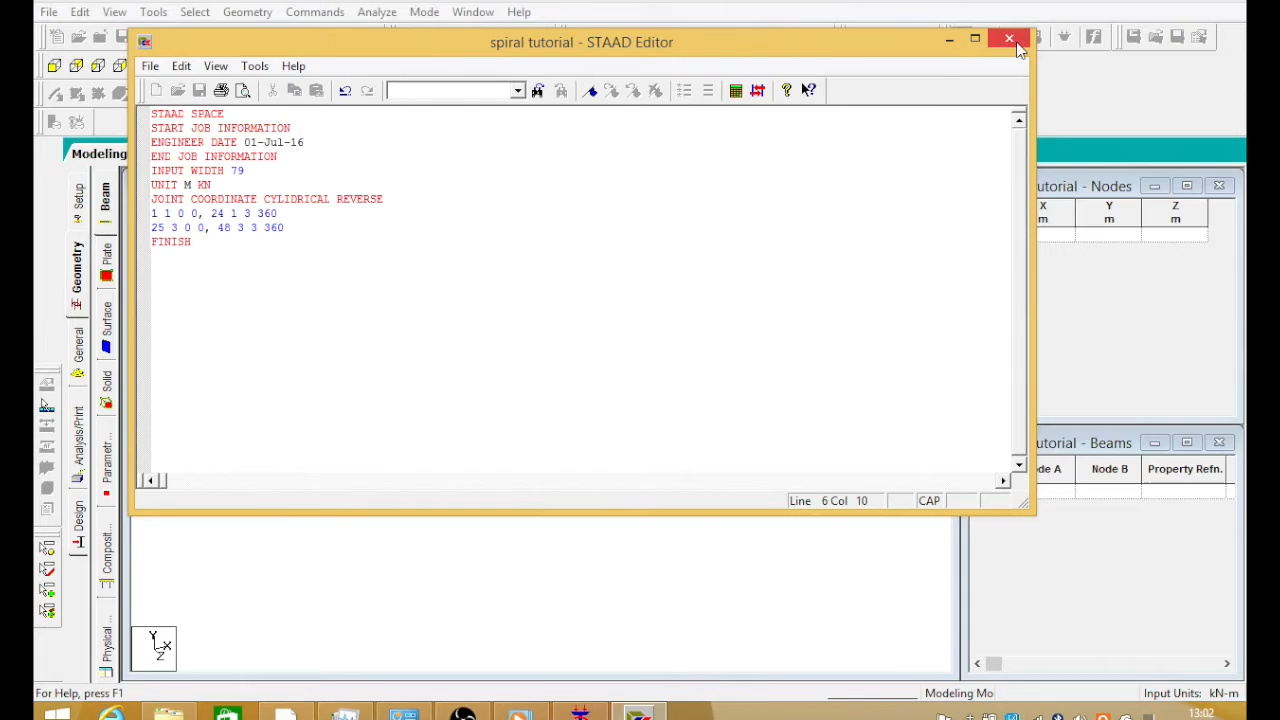 File Edit View Tools Select Geometry Commands Analyze Mode Window Help
spiral tutorial - STAAD Editor
File Edit View Tools Help
STAAD SPACE
START JOB INFORMATION
ENGINEER DATE 01-Jul-16
END JOB INFORMATION
INPUT WIDTH 79
UNIT M KN
JOINT COORDINATE CYLIDRICAL REVERSE
1 1 0 0, 24 1 3 360
25 3 0 0, 48 3 3 360
FINISH
Line 6 Col 10 CAP
Modeling
Setup
Geometry
General
Analysis/Print
Design
Beam
Plate
Surface
Solid
Parametr...
Composit...
Physical...
utorial - Nodes
X Y Z
m m m
utorial - Beams
de A Node B Property Refn.
Y
X
Z
For Help, press F1 Modeling Mo Input Units: kN-m
13:02